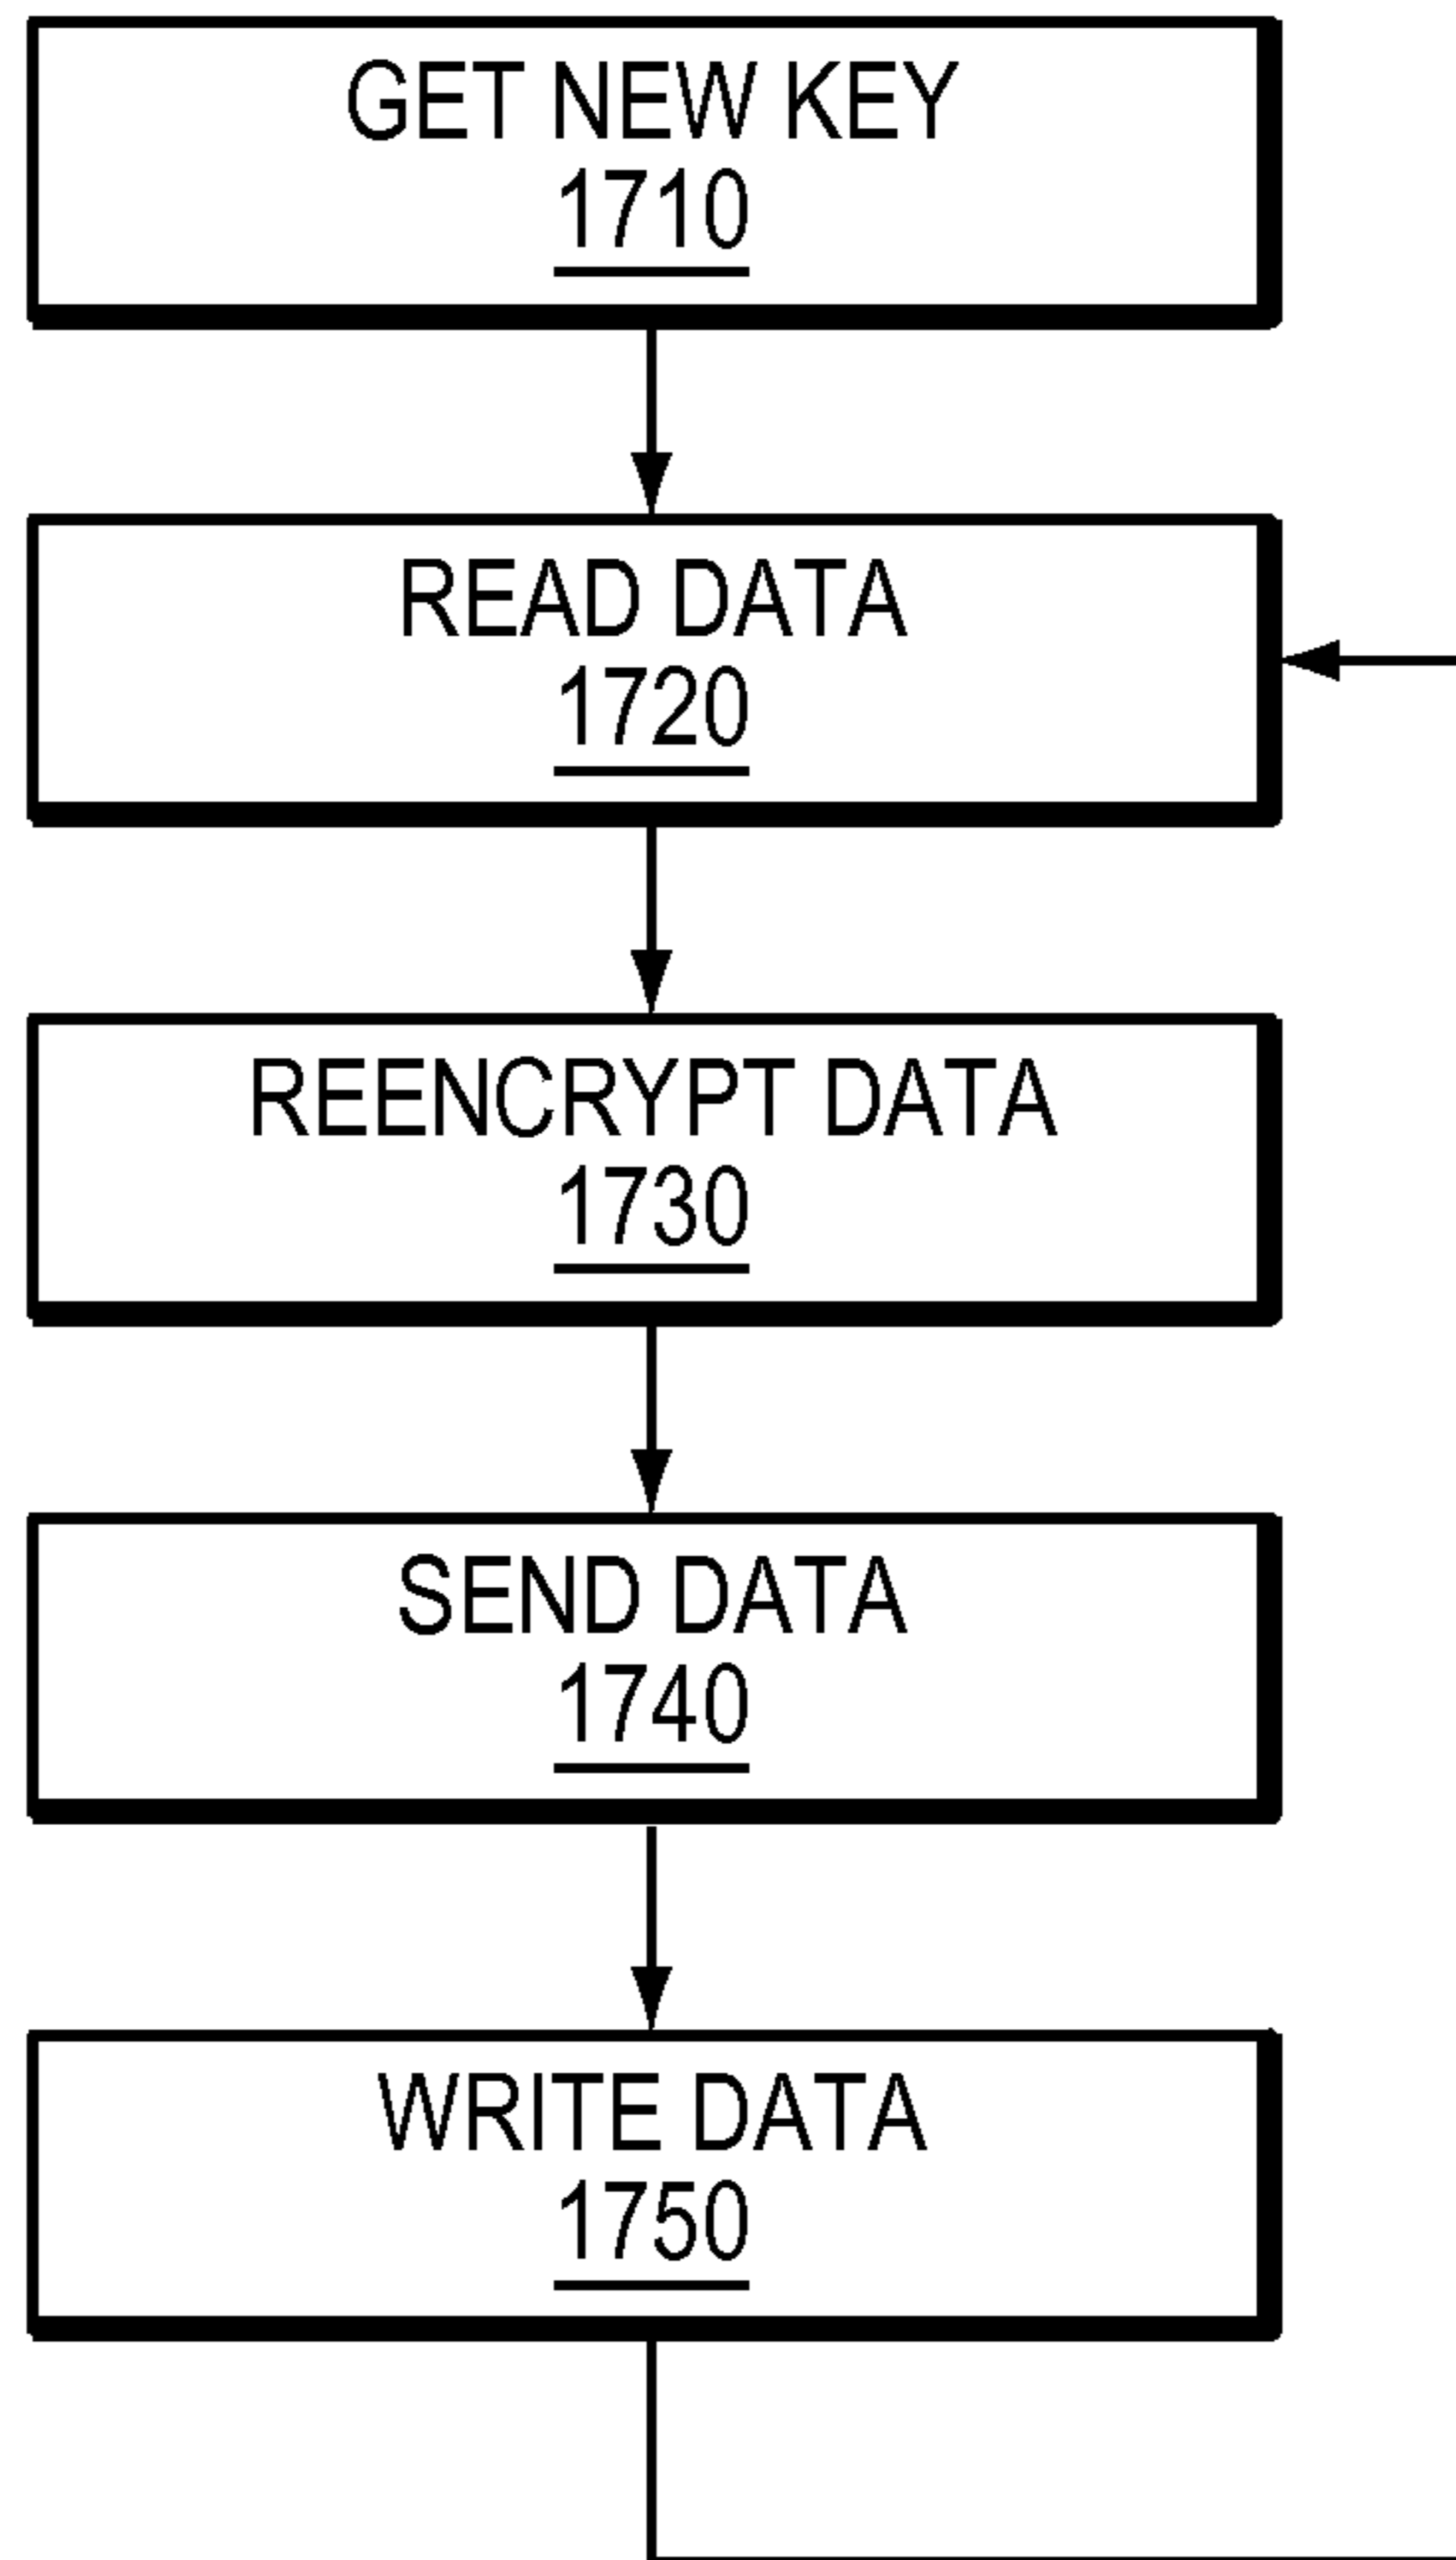 GET NEW KEY
1710
READ DATA
1720
REENCRYPT DATA
1730
SEND DATA
1740
WRITE DATA
1750